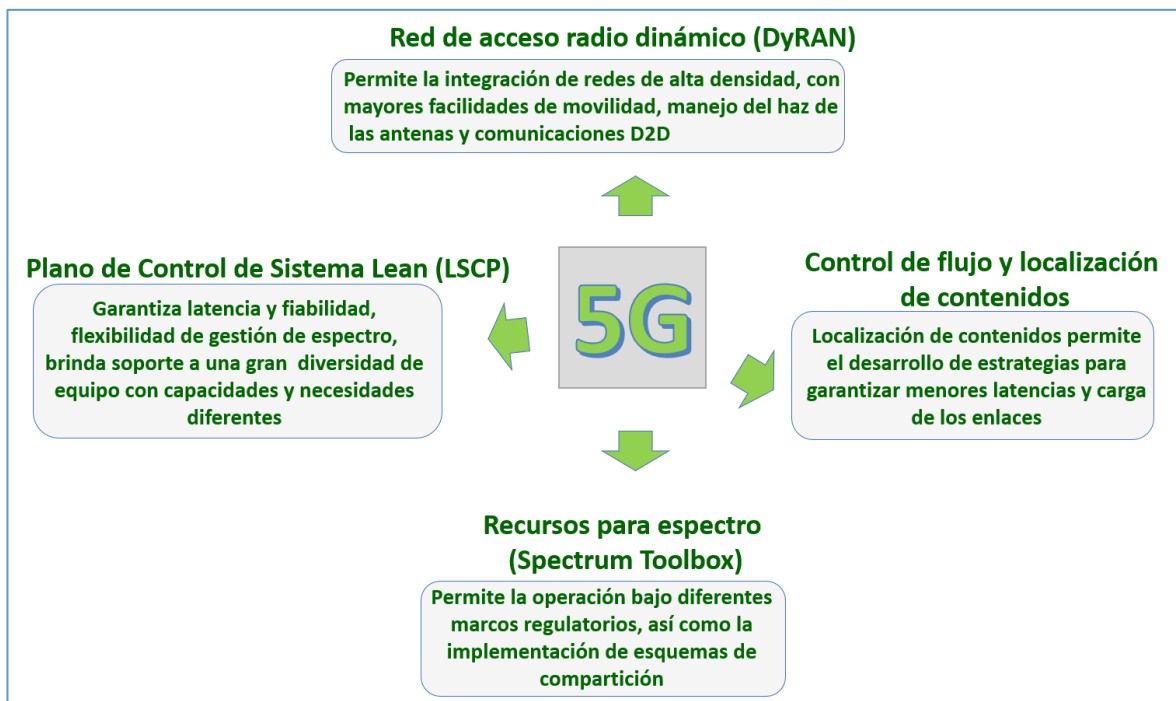 Red de acceso radio dinámico (DyRAN)
Permite la integración de redes de alta densidad, con
mayores facilidades de movilidad, manejo del haz de
las antenas y comunicaciones D2D
Plano de Control de Sistema Lean (LSCP)
Garantiza latencia y fiabilidad,
flexibilidad de gestión de espectro,
brinda soporte a una gran diversidad de
equipo con capacidades y necesidades
diferentes
5G
Control de flujo y localización
de contenidos
Localización de contenidos permite
el desarrollo de estrategias para
garantizar menores latencias y carga
de los enlaces
Recursos para espectro
(Spectrum Toolbox)
Permite la operación bajo diferentes
marcos regulatorios, así como la
implementación de esquemas de
compartición